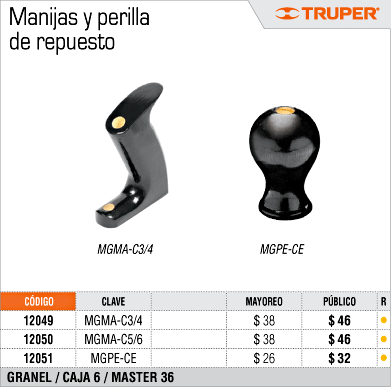 Manijas y perilla
de repuesto
TRUPER®
MGMA-C3/4
MGPE-CE
CÓDIGO CLAVE MAYOREO PÚBLICO R
12049 MGMA-C3/4 $ 38 $ 46
12050 MGMA-C5/6 $ 38 $ 46
12051 MGPE-CE $ 26 $ 32
GRANEL / CAJA 6 / MASTER 36